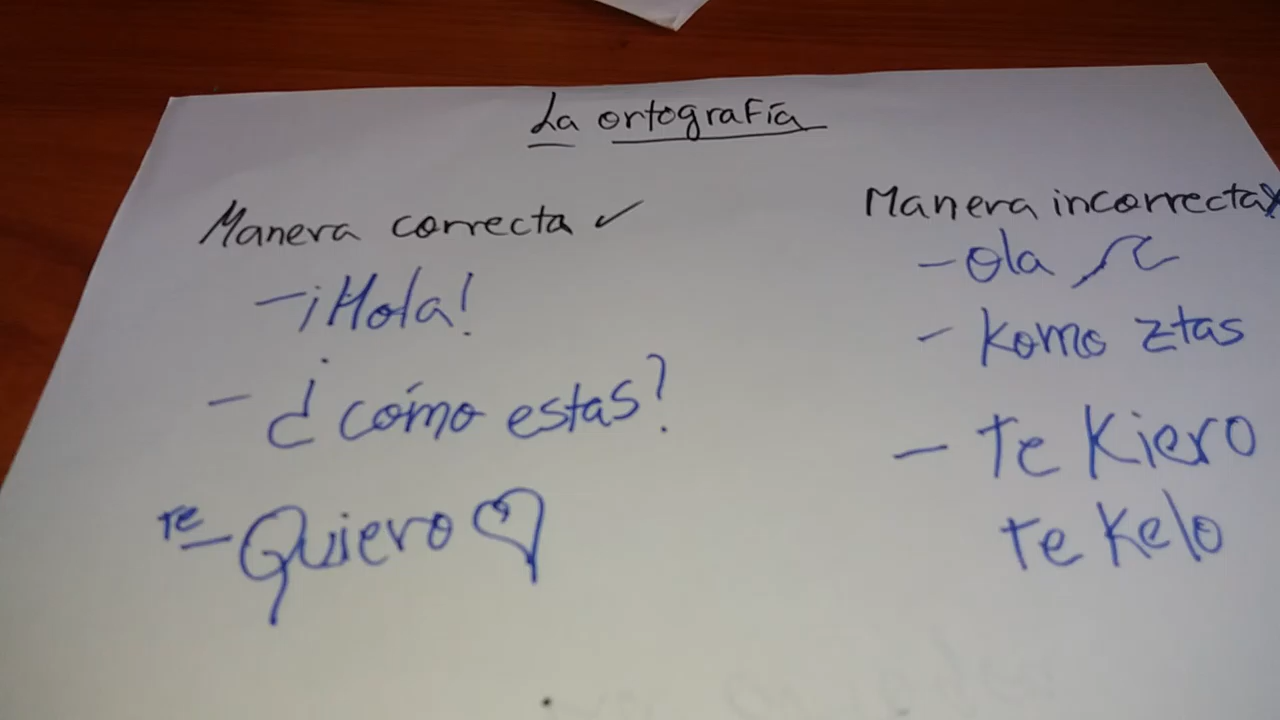 La ortografía
Manera correcta ✓
- ¡Hola!
- ¿cómo estas?
Te - Quiero ♡
Manera incorrecta x
- Ola
- Komo ztas
- Te Kiero
te Kelo